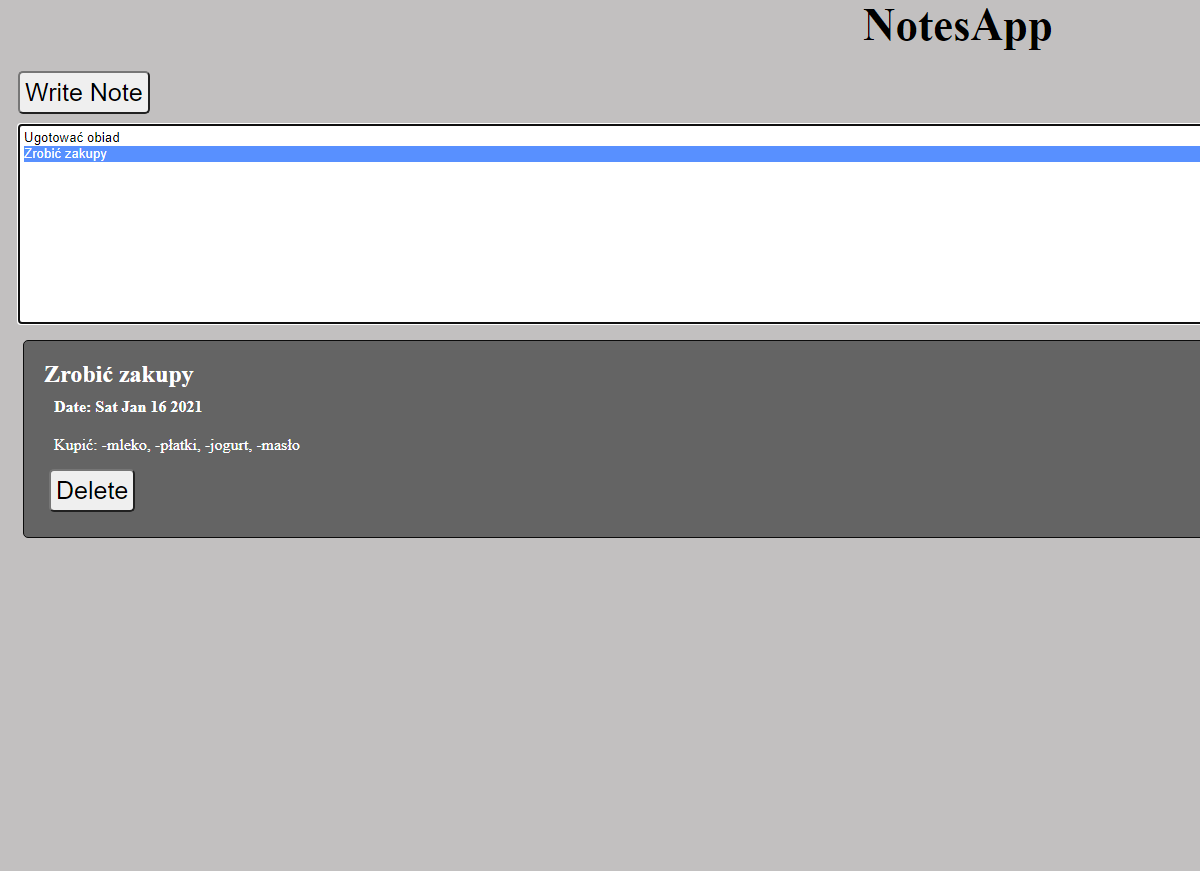 NotesApp
Write Note
Ugotować obiad
Zrobić zakupy
Zrobić zakupy
Date: Sat Jan 16 2021
Kupić: -mleko, -płatki, -jogurt, -masło
Delete